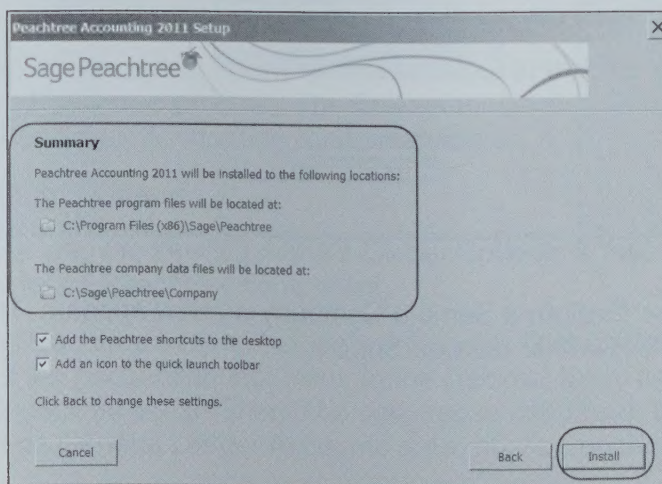 Peachtree Accounting 2011 Setup
Sage Peachtree
Summary
Peachtree Accounting 2011 will be installed to the following locations:
The Peachtree program files will be located at:
C:\Program Files (x86)\Sage\Peachtree
The Peachtree company data files will be located at:
C:\Sage\Peachtree\Company
Add the Peachtree shortcuts to the desktop
Add an icon to the quick launch toolbar
Click Back to change these settings.
Cancel
Back
Install